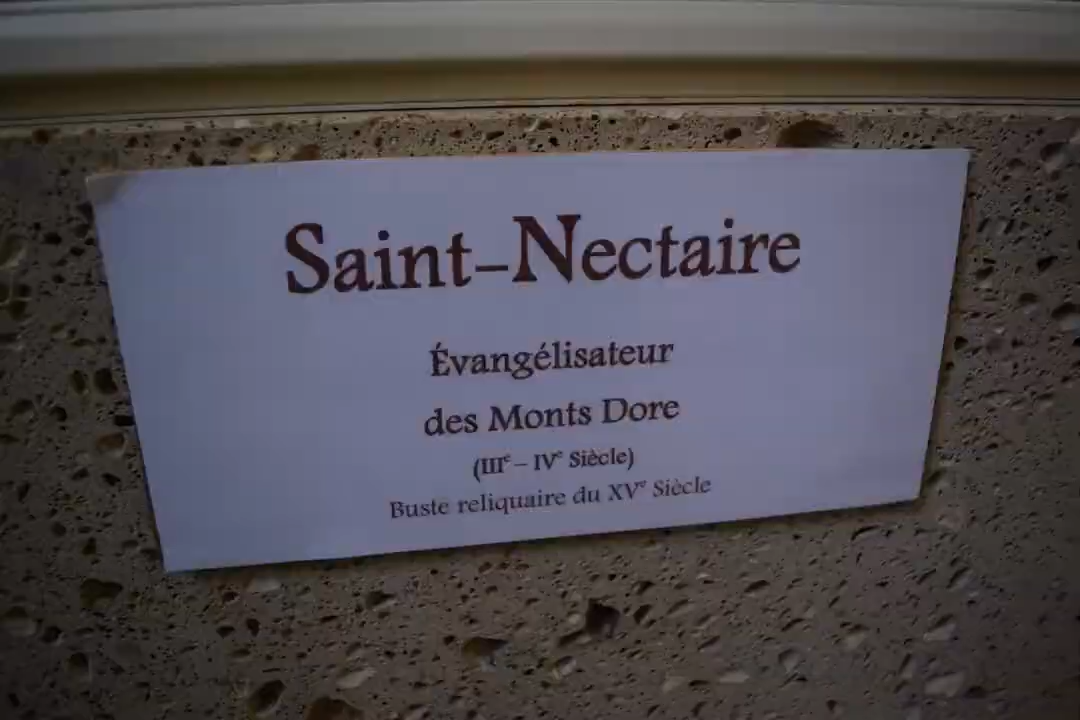 Saint-Nectaire
Évangélisateur
des Monts Dore
(IIIᵉ – IVᵉ Siècle)
Buste reliquaire du XVᵉ Siècle